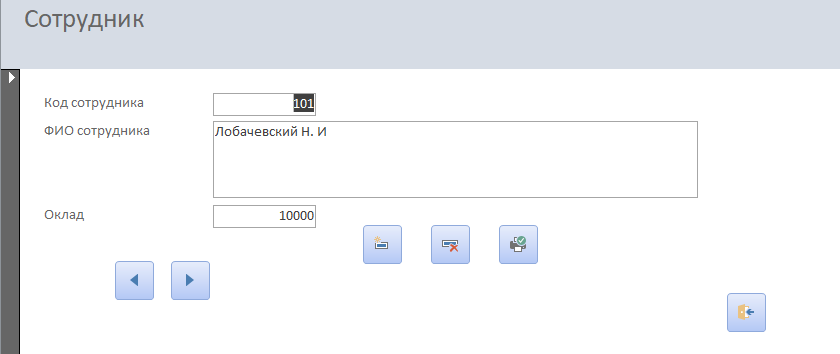 Сотрудник
Код сотрудника 101
ФИО сотрудника Лобачевский Н. И
Оклад 10000